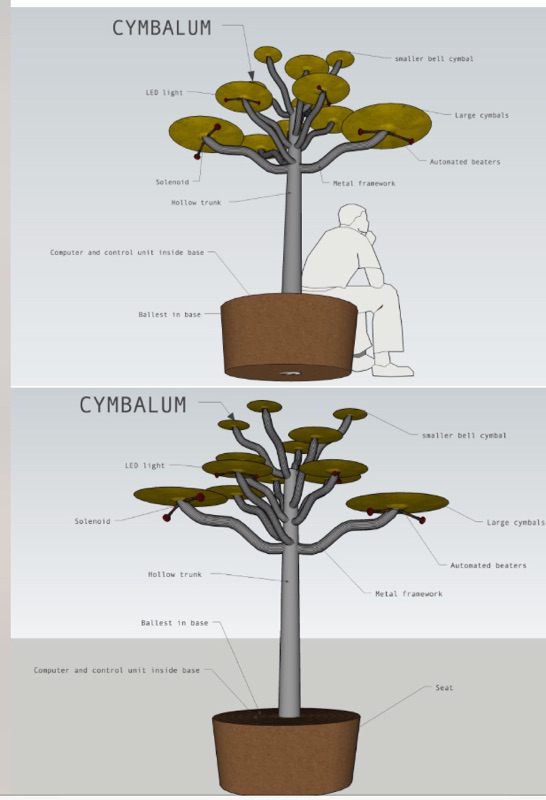 CYMBALUM
smaller bell cymbal
LED light
Large cymbals
Automated beaters
Solenoid
Metal framework
Hollow trunk
Computer and control unit inside base
Ballest in base
CYMBALUM
smaller bell cymbal
LED light
Solenoid
Large cymbals
Automated beaters
Hollow trunk
Metal framework
Ballest in base
Computer and control unit inside base
Seat